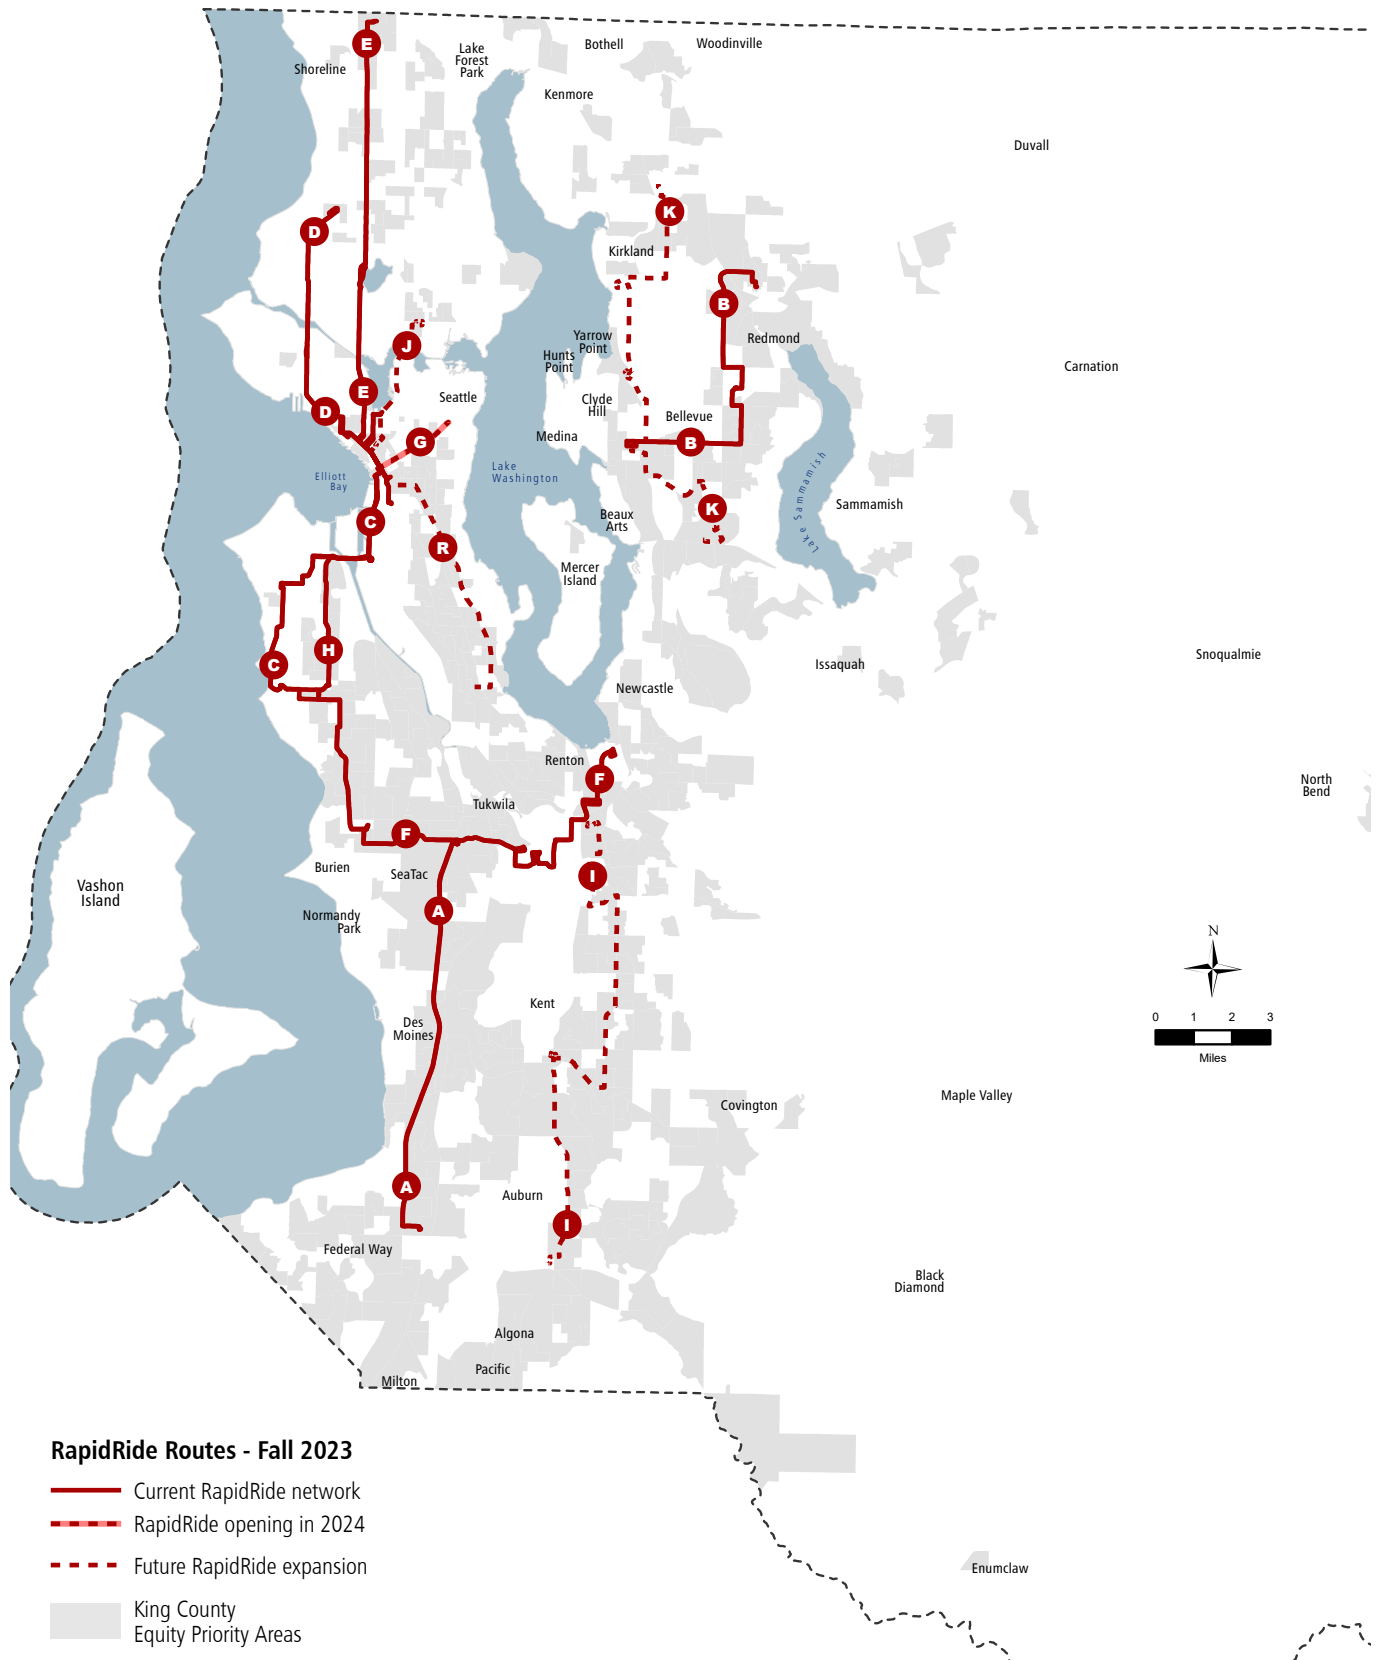 E
Shoreline
Lake
Forest
Park
Bothell
Woodinville
Kenmore
Duvall
D
K
Kirkland
B
J
Yarrow
Point
Hunts
Point
Redmond
Carnation
E
Seattle
Clyde
Hill
D
Bellevue
G
Medina
B
Elliott
Bay
Lake
Washington
Lake Sammamish
Sammamish
K
C
Beaux
Arts
R
Mercer
Island
H
C
Issaquah
Snoqualmie
Newcastle
Renton
F
North
Bend
Tukwila
F
Burien
SeaTac
I
Vashon
Island
Normandy
Park
A
N
Kent
Des
Moines
0 1 2 3
Miles
Covington
Maple Valley
A
Auburn
I
Federal Way
Black
Diamond
Algona
Pacific
Milton
RapidRide Routes - Fall 2023
Current RapidRide network
RapidRide opening in 2024
Future RapidRide expansion
King County
Equity Priority Areas
Enumclaw